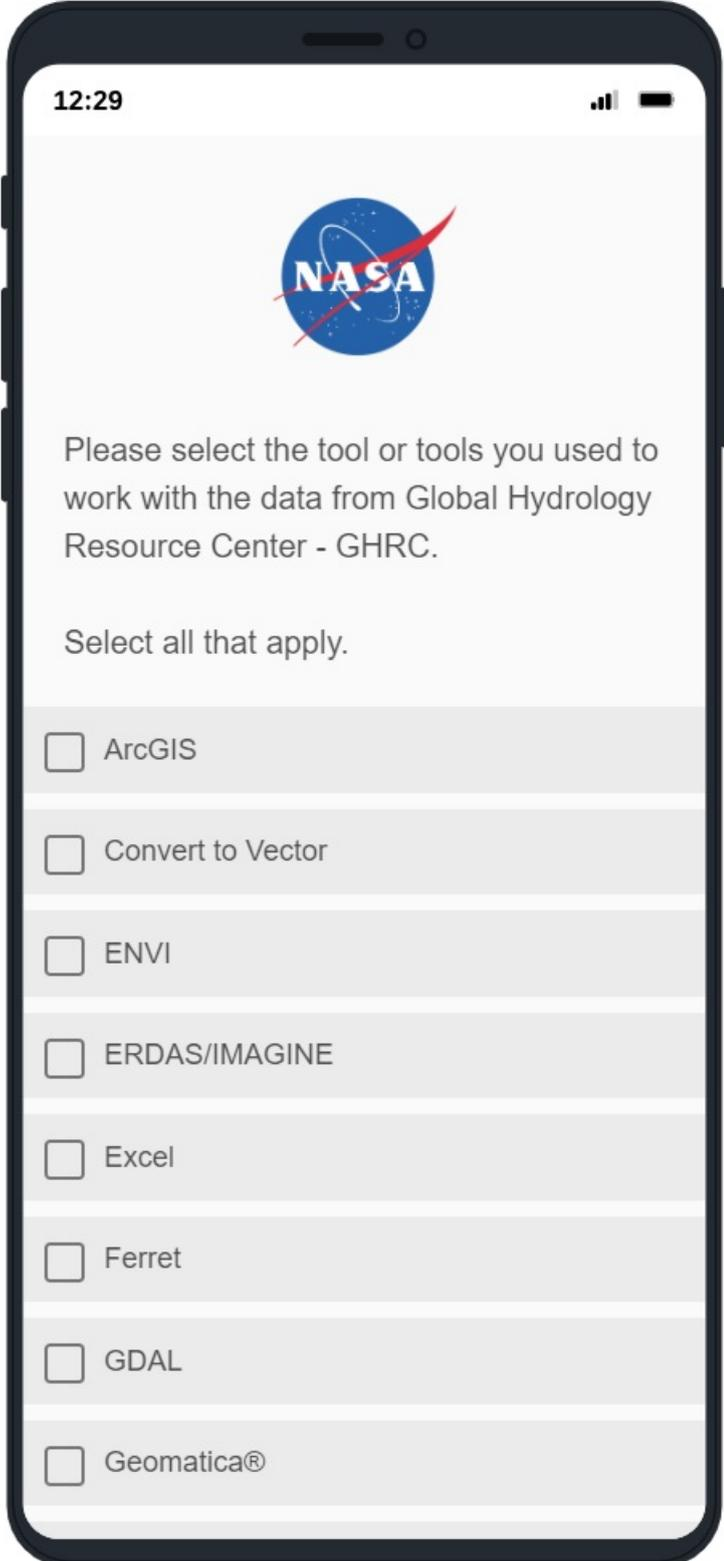 12:29
NASA
Please select the tool or tools you used to
work with the data from Global Hydrology
Resource Center - GHRC.
Select all that apply.
ArcGIS
Convert to Vector
ENVI
ERDAS/IMAGINE
Excel
Ferret
GDAL
Geomatica®